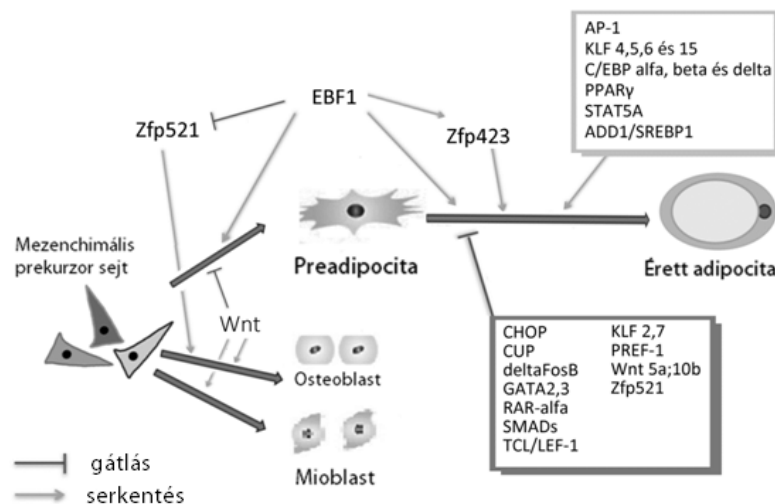 AP-1
KLF 4,5,6 és 15
C/EBP alfa, beta és delta
PPARγ
STAT5A
ADD1/SREBP1
EBF1
Zfp521
Zfp423
Mezenchimális
prekurzor sejt
Preadipocita
Érett adipocita
Wnt
CHOP
CUP
deltaFosB
GATA2,3
RAR-alfa
SMADs
TCL/LEF-1
KLF 2,7
PREF-1
Wnt 5a;10b
Zfp521
Osteoblast
Mioblast
gátlás
serkentés